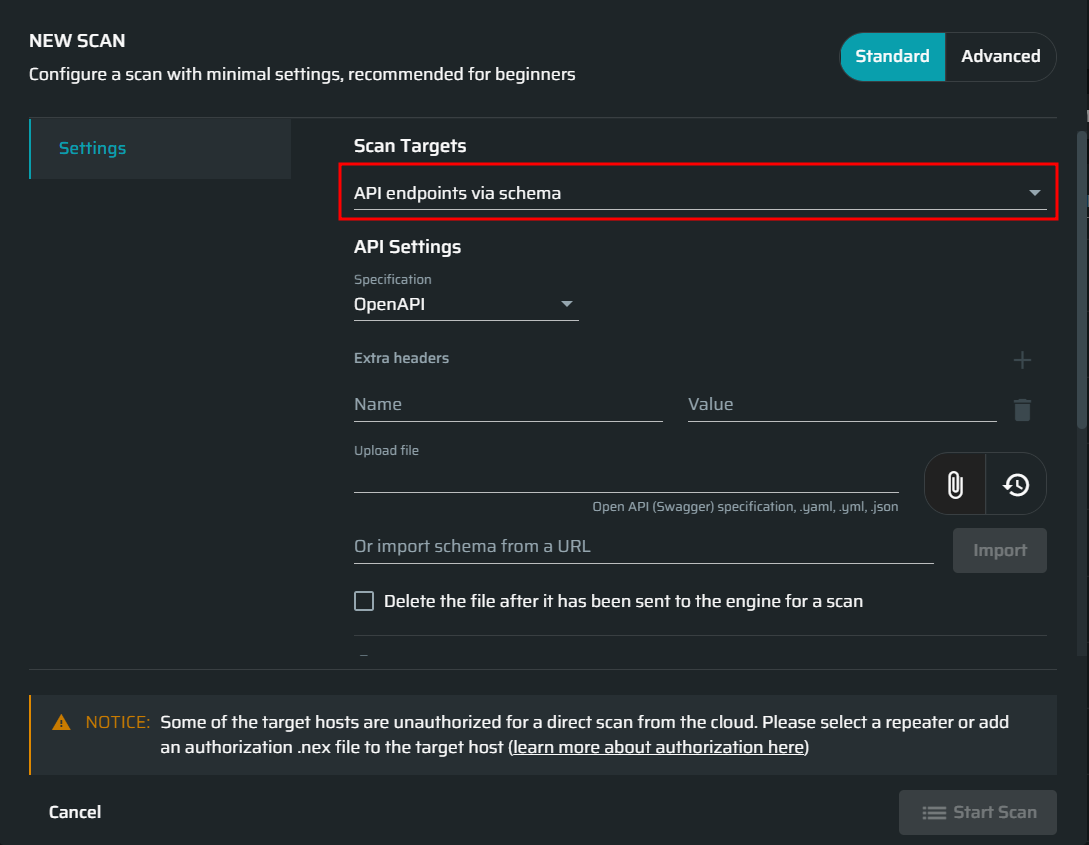 NEW SCAN
Configure a scan with minimal settings, recommended for beginners
Standard
Advanced
Settings
Scan Targets
API endpoints via schema
API Settings
Specification
OpenAPI
Extra headers
Name
Value
Upload file
Open API (Swagger) specification, .yaml, .yml, .json
Or import schema from a URL
Import
Delete the file after it has been sent to the engine for a scan
NOTICE: Some of the target hosts are unauthorized for a direct scan from the cloud. Please select a repeater or add
an authorization .nex file to the target host (learn more about authorization here)
Cancel
Start Scan